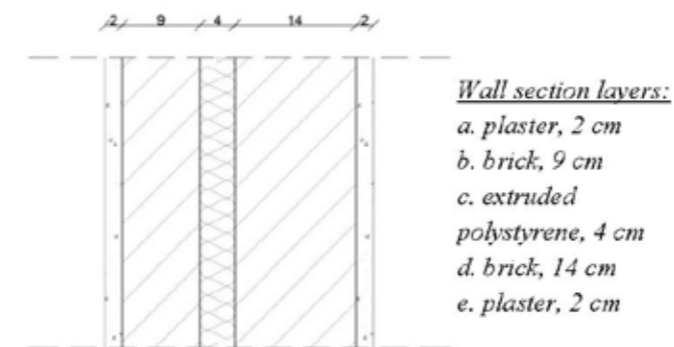 2 9 4 14 2
Wall section layers:
a. plaster, 2 cm
b. brick, 9 cm
c. extruded
polystyrene, 4 cm
d. brick, 14 cm
e. plaster, 2 cm